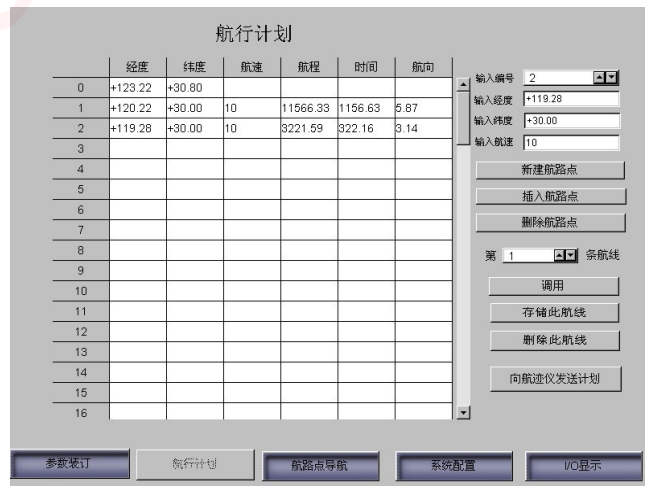 航行计划
经度 纬度 航速 航程 时间 航向
0 +123.22 +30.80
1 +120.22 +30.00 10 11566.33 1156.63 5.87
2 +119.28 +30.00 10 3221.59 322.16 3.14
3
4
5
6
7
8
9
10
11
12
13
14
15
16
输入编号 2
输入经度 +119.28
输入纬度 +30.00
输入航速 10
新建航路点
插入航路点
删除航路点
第 1 条航线
调用
存储此航线
删除此航线
向航迹仪发送计划
参数装订 航行计划 航路点导航 系统配置 I/O显示